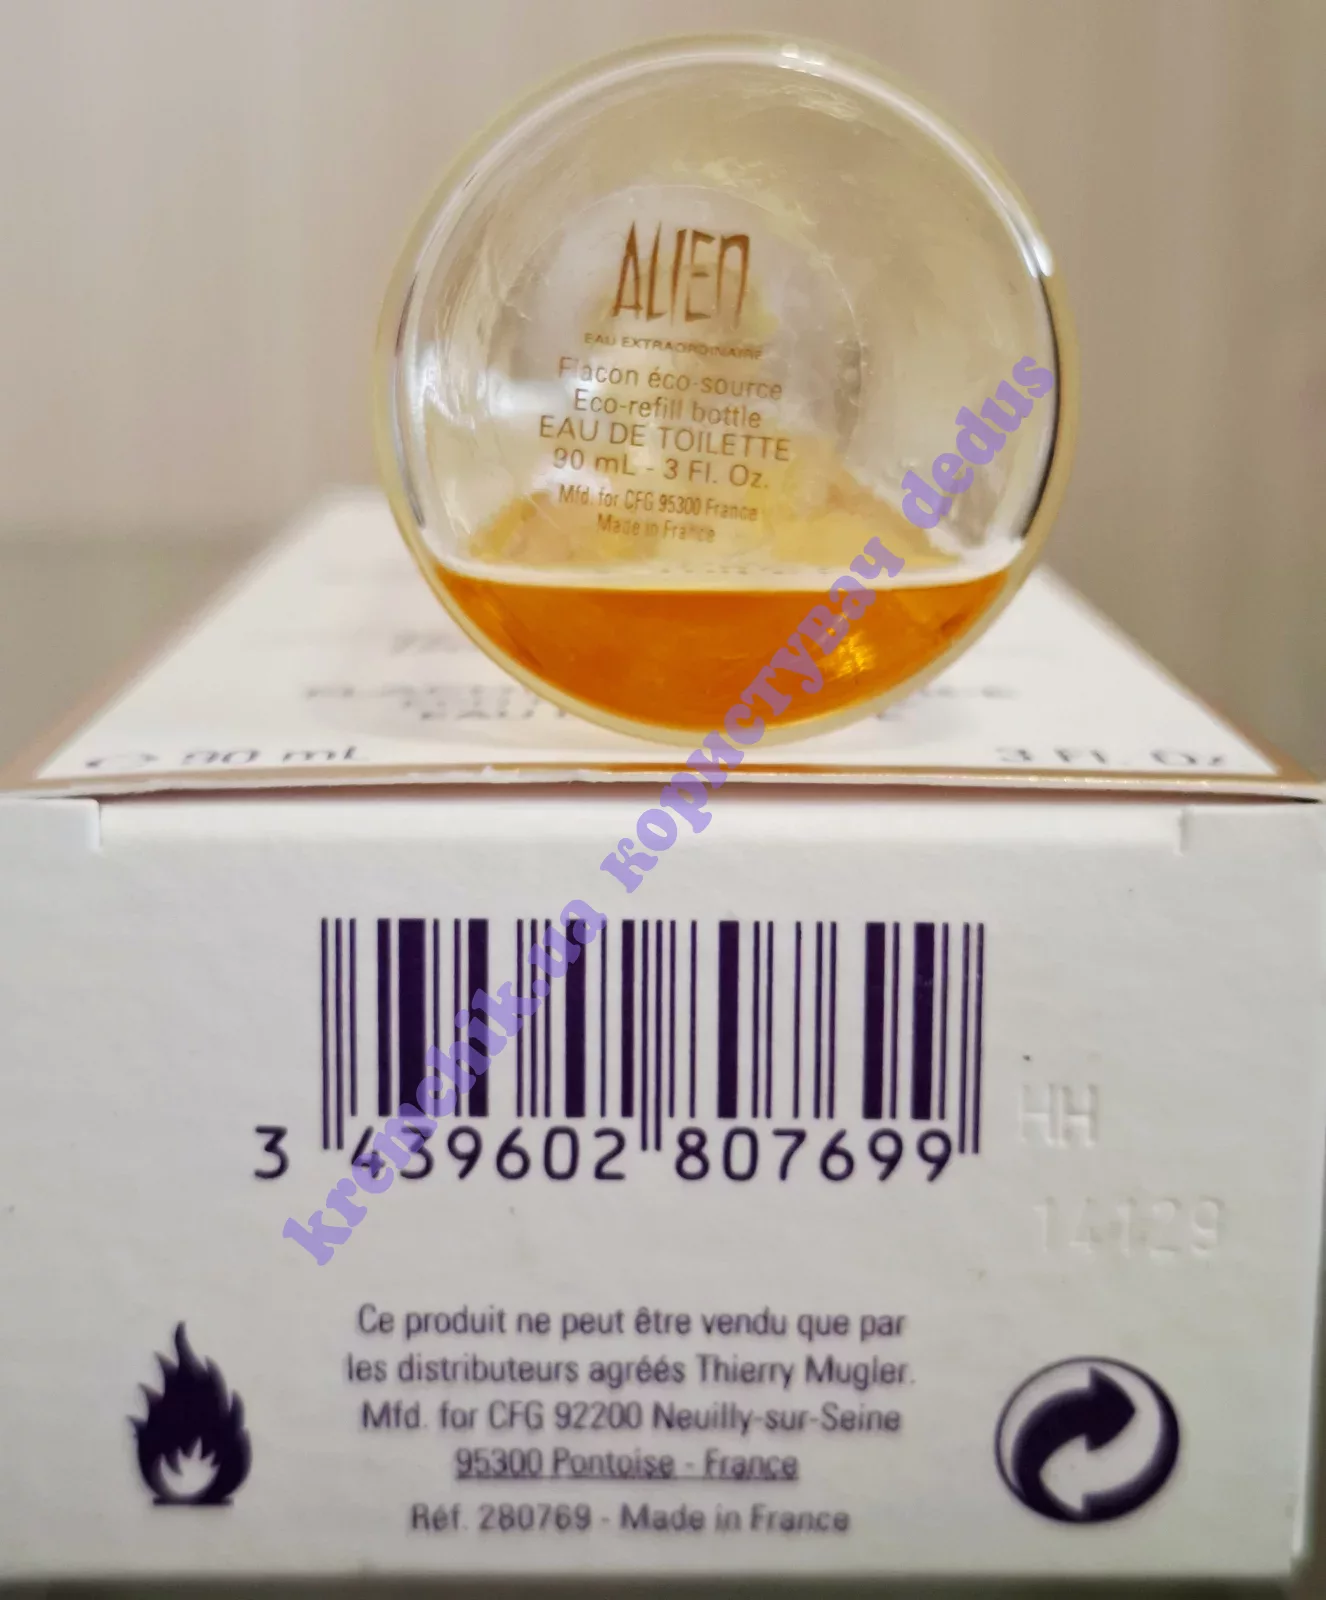 ALIEN
EAU EXTRAORDINAIRE
Flacon éco-source
Eco-refill bottle
EAU DE TOILETTE
90 mL - 3 Fl. Oz.
Mfd. for CFG 95300 France
Made in France
90 mL
3 Fl. Oz
kremchik.ua користувач dedus
3 439602 807699
HH
14129
Ce produit ne peut être vendu que par
les distributeurs agréés Thierry Mugler.
Mfd. for CFG 92200 Neuilly-sur-Seine
95300 Pontoise - France
Réf. 280769 - Made in France